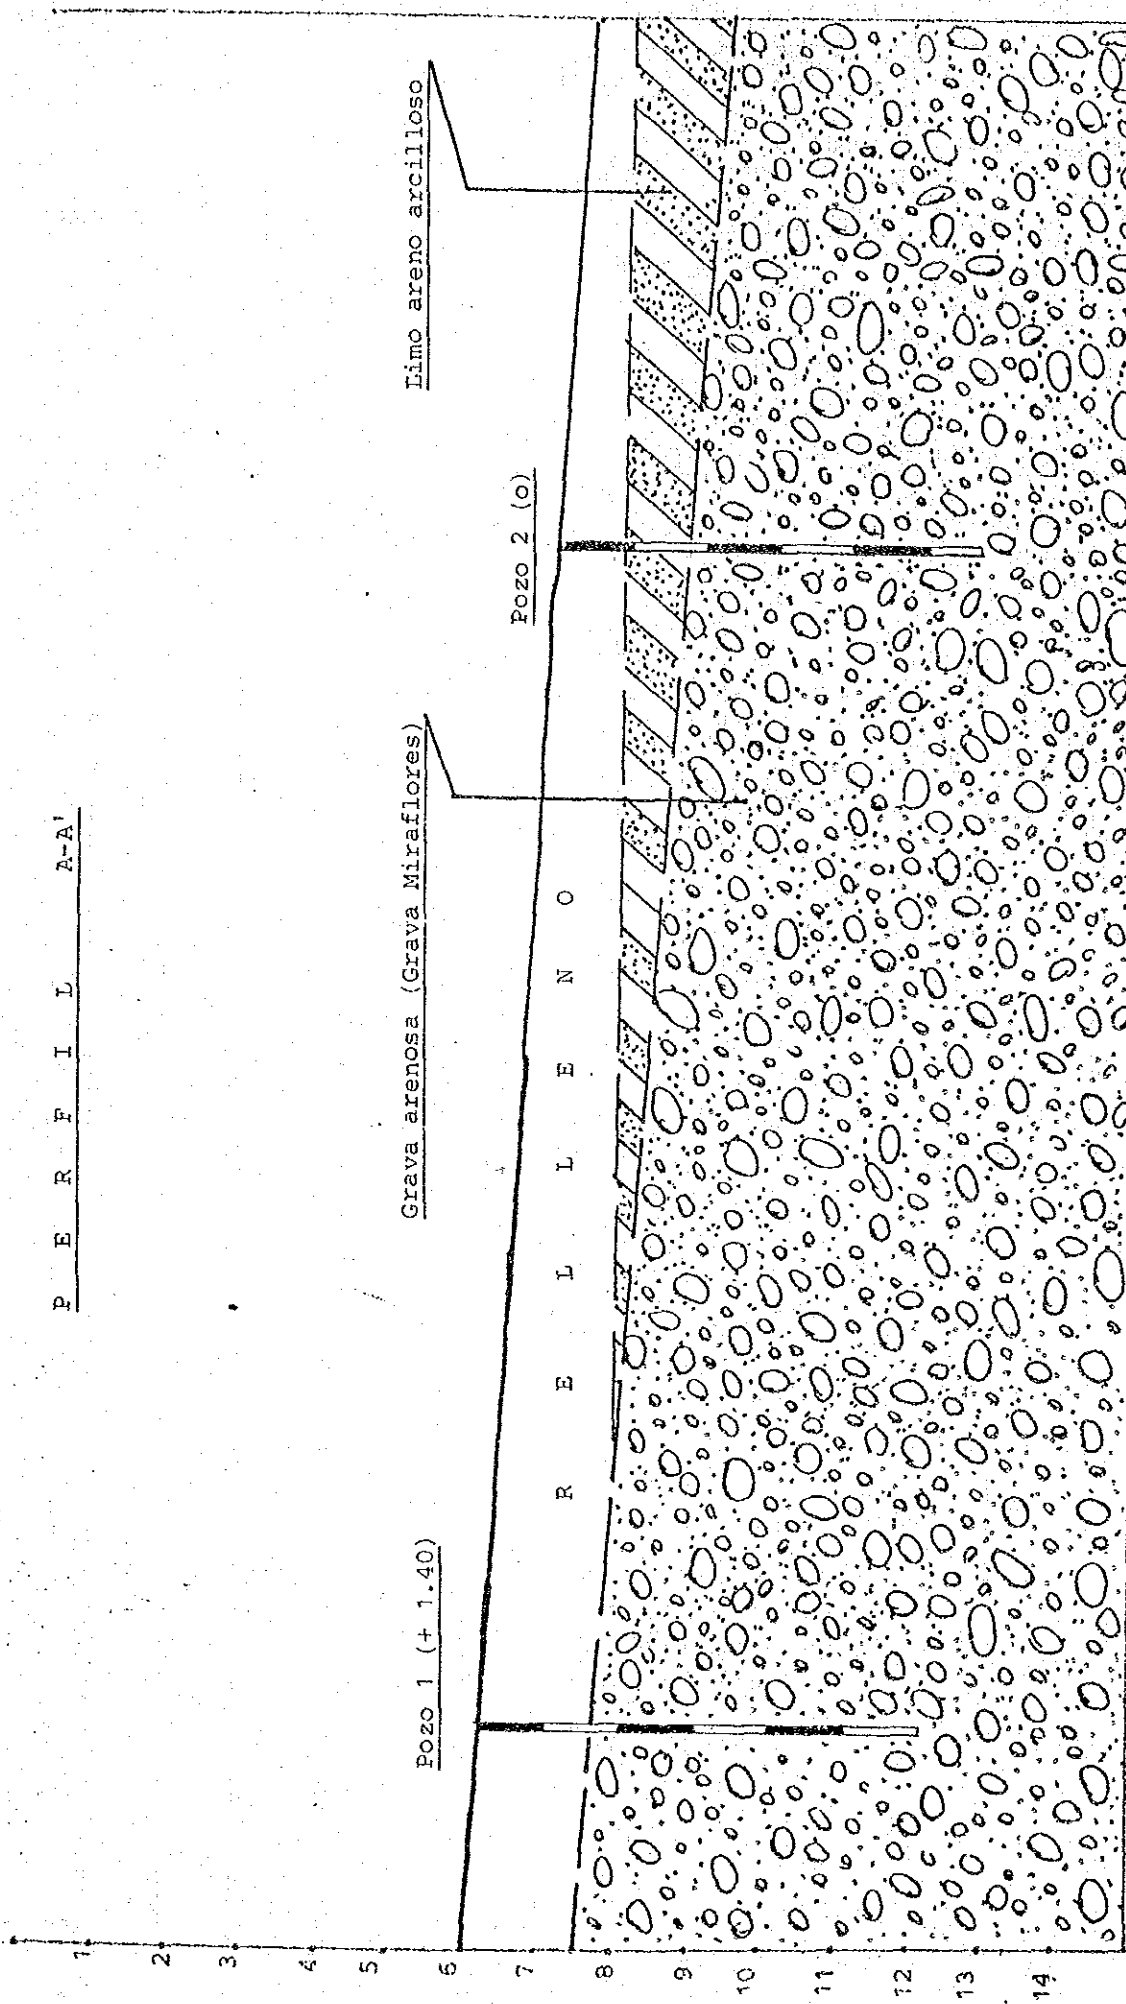 P E R F I L   A-A'
Pozo 1 (+ 1.40)
Grava arenosa (Grava Miraflores)
Pozo 2 (o)
Limo areno arcilloso
R E L L E N O
1
2
3
4
5
6
7
8
9
10
11
12
13
14